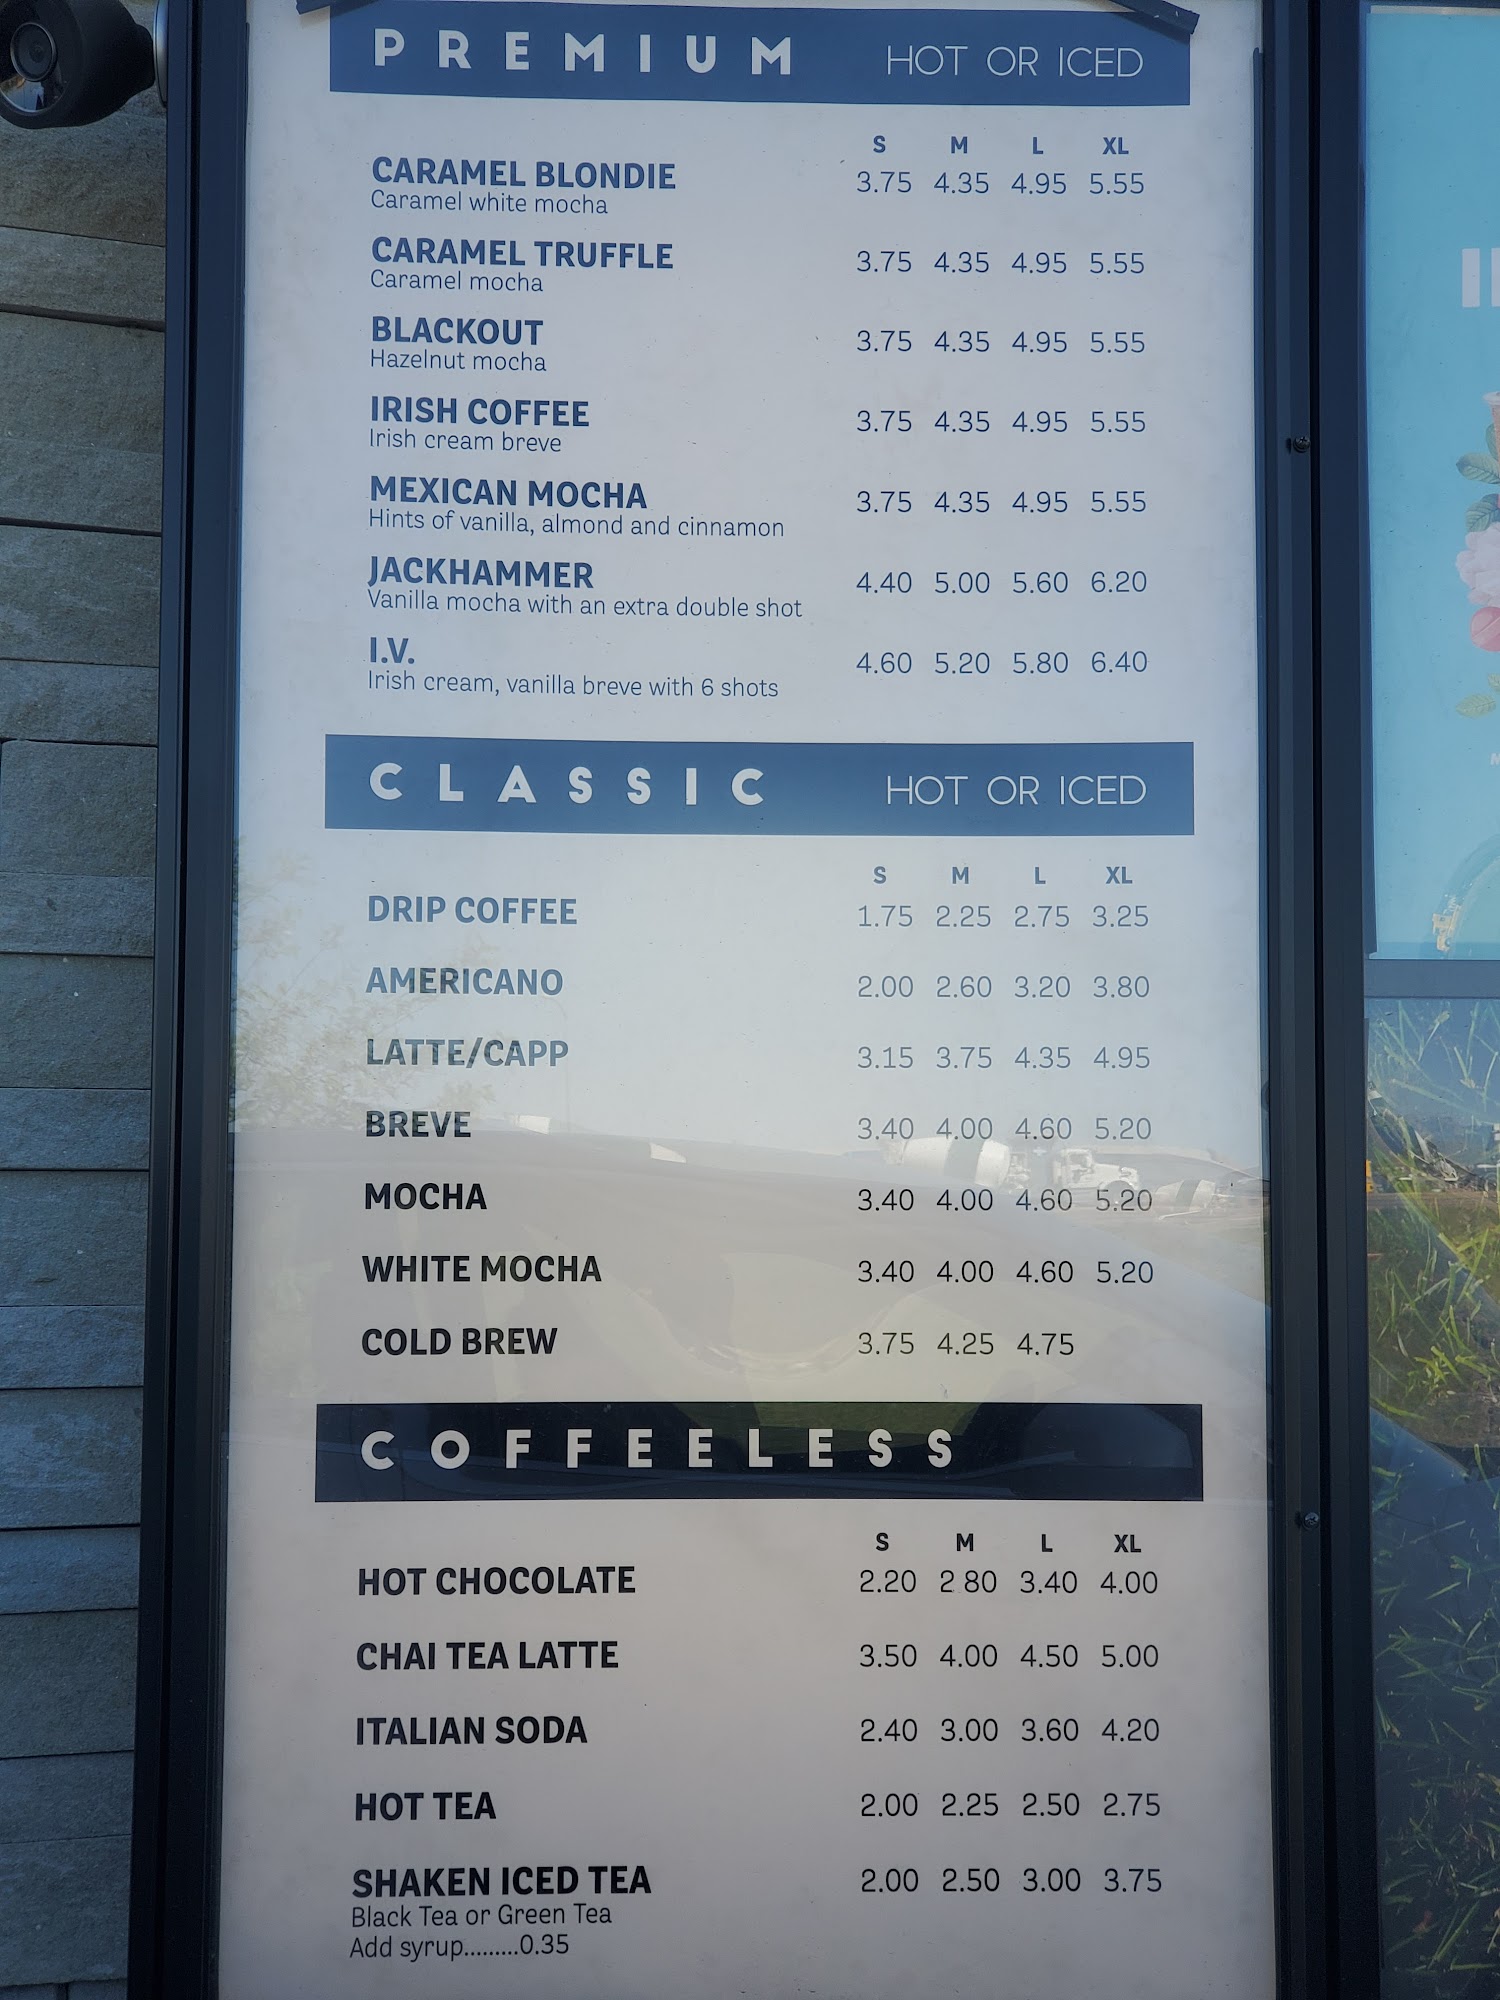 PREMIUM HOT OR ICED
S M L XL
CARAMEL BLONDIE 3.75 4.35 4.95 5.55
Caramel white mocha
CARAMEL TRUFFLE 3.75 4.35 4.95 5.55
Caramel mocha
BLACKOUT 3.75 4.35 4.95 5.55
Hazelnut mocha
IRISH COFFEE 3.75 4.35 4.95 5.55
Irish cream breve
MEXICAN MOCHA 3.75 4.35 4.95 5.55
Hints of vanilla, almond and cinnamon
JACKHAMMER 4.40 5.00 5.60 6.20
Vanilla mocha with an extra double shot
I.V. 4.60 5.20 5.80 6.40
Irish cream, vanilla breve with 6 shots
CLASSIC HOT OR ICED
S M L XL
DRIP COFFEE 1.75 2.25 2.75 3.25
AMERICANO 2.00 2.60 3.20 3.80
LATTE/CAPP 3.15 3.75 4.35 4.95
BREVE 3.40 4.00 4.60 5.20
MOCHA 3.40 4.00 4.60 5.20
WHITE MOCHA 3.40 4.00 4.60 5.20
COLD BREW 3.75 4.25 4.75
COFFEELESS
S M L XL
HOT CHOCOLATE 2.20 2 80 3.40 4.00
CHAI TEA LATTE 3.50 4.00 4.50 5.00
ITALIAN SODA 2.40 3.00 3.60 4.20
HOT TEA 2.00 2.25 2.50 2.75
SHAKEN ICED TEA 2.00 2.50 3.00 3.75
Black Tea or Green Tea
Add syrup.........0.35